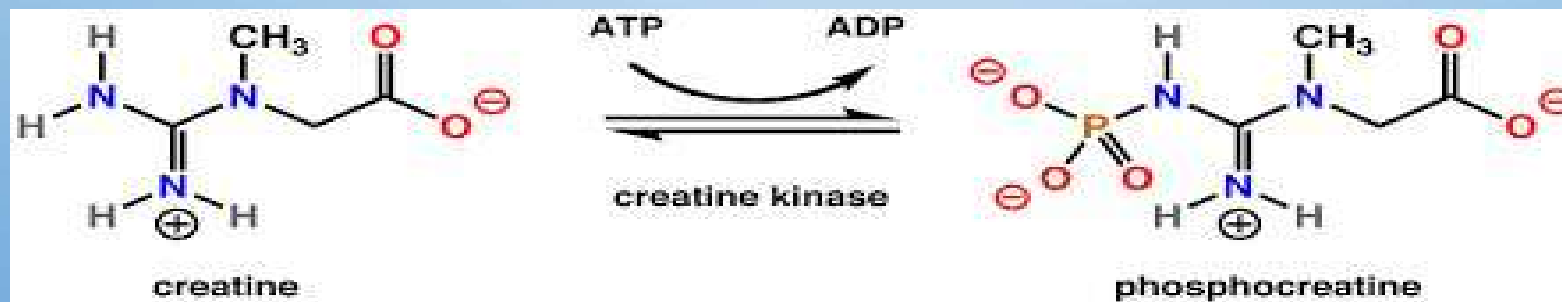 H
CH₃
O
N
N
H
O⊖
N
H
H
⊕
creatine
ATP
ADP
creatine kinase
H
CH₃
O
⊖
O
N
N
P
O⊖
O
O
N
⊖
H
H
⊕
phosphocreatine